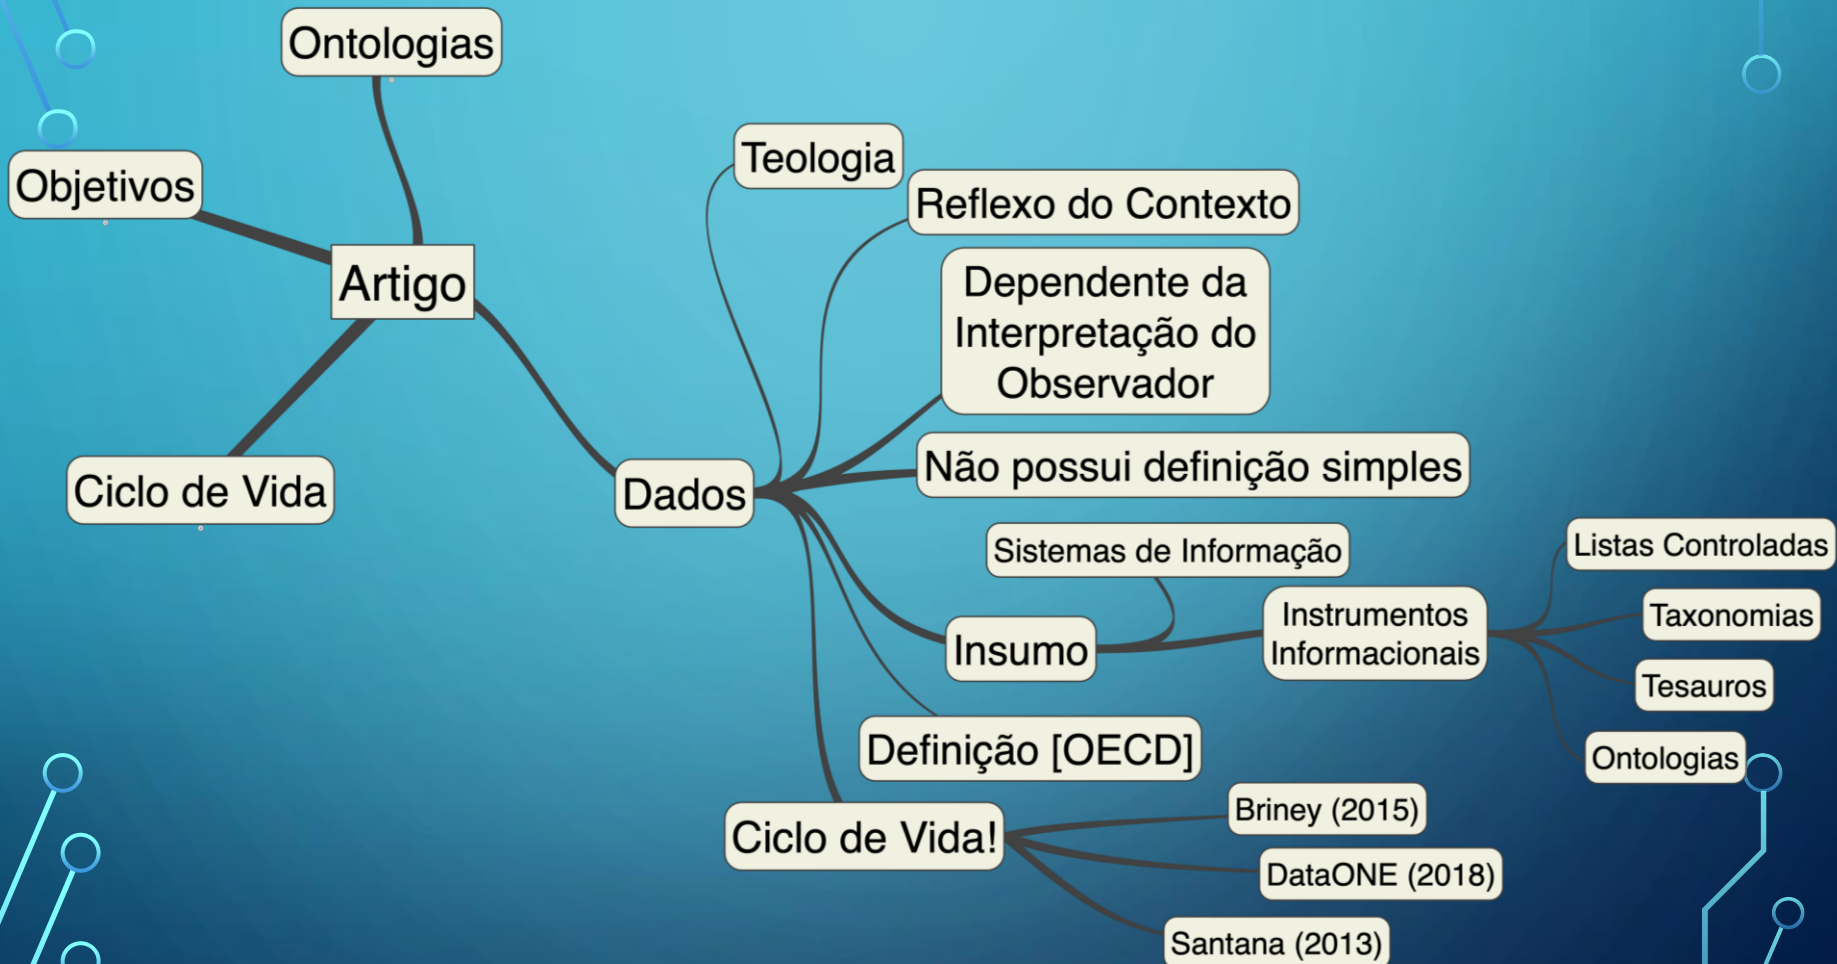 Ontologias
Objetivos
Artigo
Ciclo de Vida
Dados
Teologia
Reflexo do Contexto
Dependente da
Interpretação do
Observador
Não possui definição simples
Sistemas de Informação
Insumo
Instrumentos
Informacionais
Listas Controladas
Taxonomias
Tesauros
Ontologias
Definição [OECD]
Ciclo de Vida!
Briney (2015)
DataONE (2018)
Santana (2013)